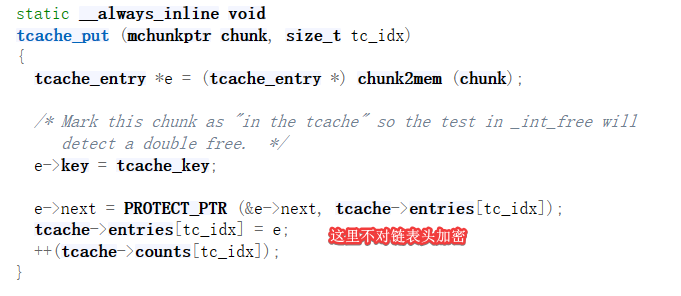 static __always_inline void
tcache_put (mchunkptr chunk, size_t tc_idx)
{
  tcache_entry *e = (tcache_entry *) chunk2mem (chunk);

  /* Mark this chunk as "in the tcache" so the test in _int_free will
     detect a double free.  */
  e->key = tcache_key;

  e->next = PROTECT_PTR (&e->next, tcache->entries[tc_idx]);
  tcache->entries[tc_idx] = e;
这里不对链表头加密
  ++(tcache->counts[tc_idx]);
}